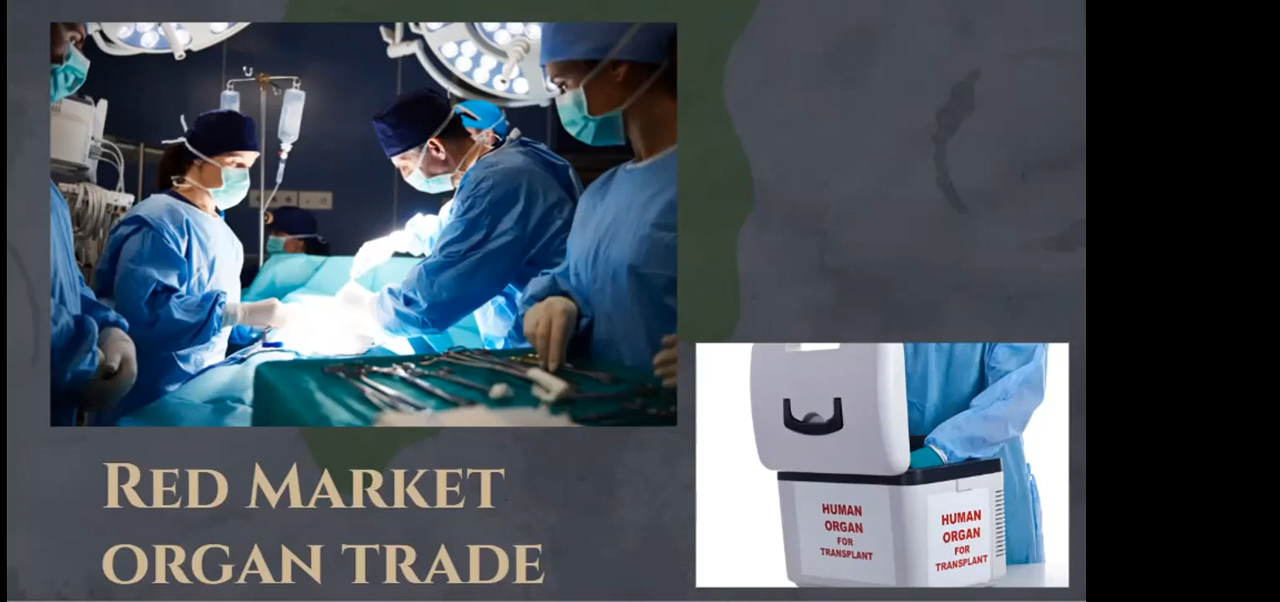 RED MARKET
ORGAN TRADE
HUMAN
ORGAN
FOR
TRANSPLANT
HUMAN
ORGAN
FOR
TRANSPLANT